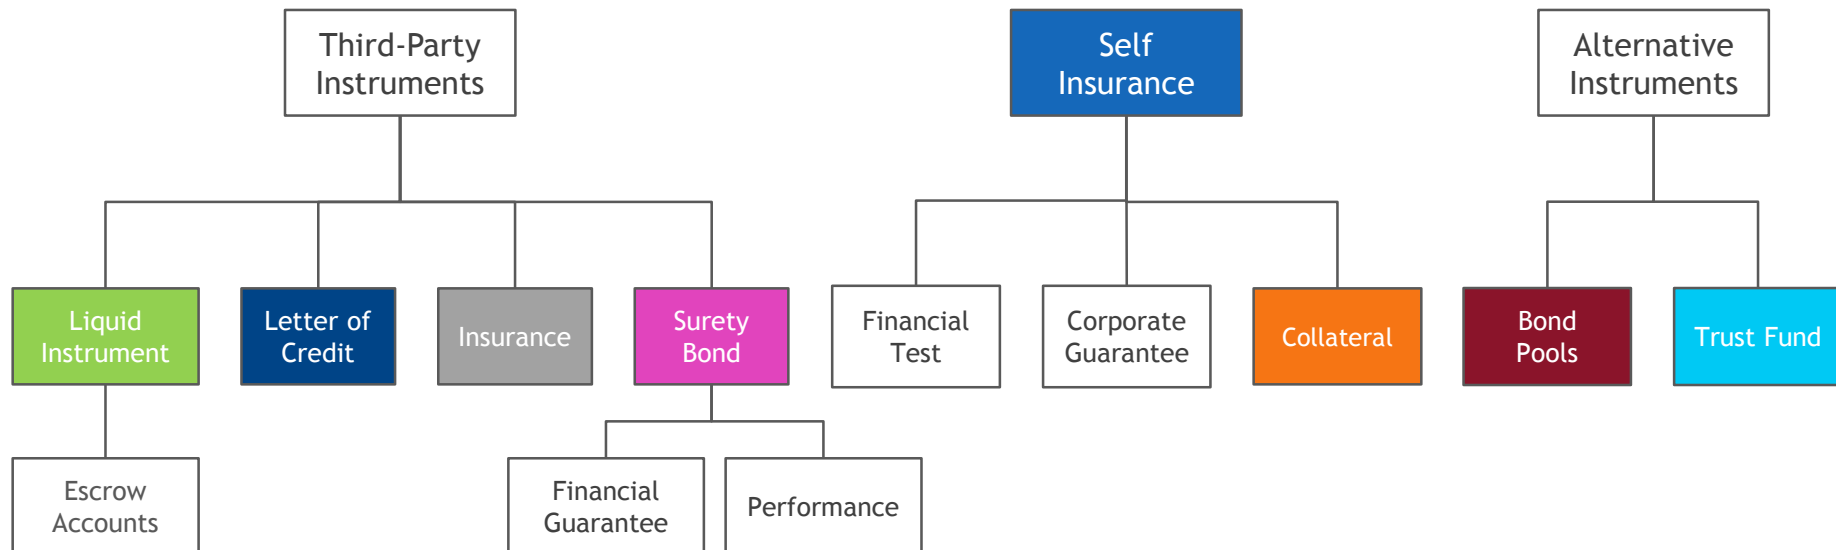 Third-Party
Instruments
Self
Insurance
Alternative
Instruments
Liquid
Instrument
Letter of
Credit
Insurance
Surety
Bond
Financial
Test
Corporate
Guarantee
Collateral
Bond
Pools
Trust Fund
Escrow
Accounts
Financial
Guarantee
Performance